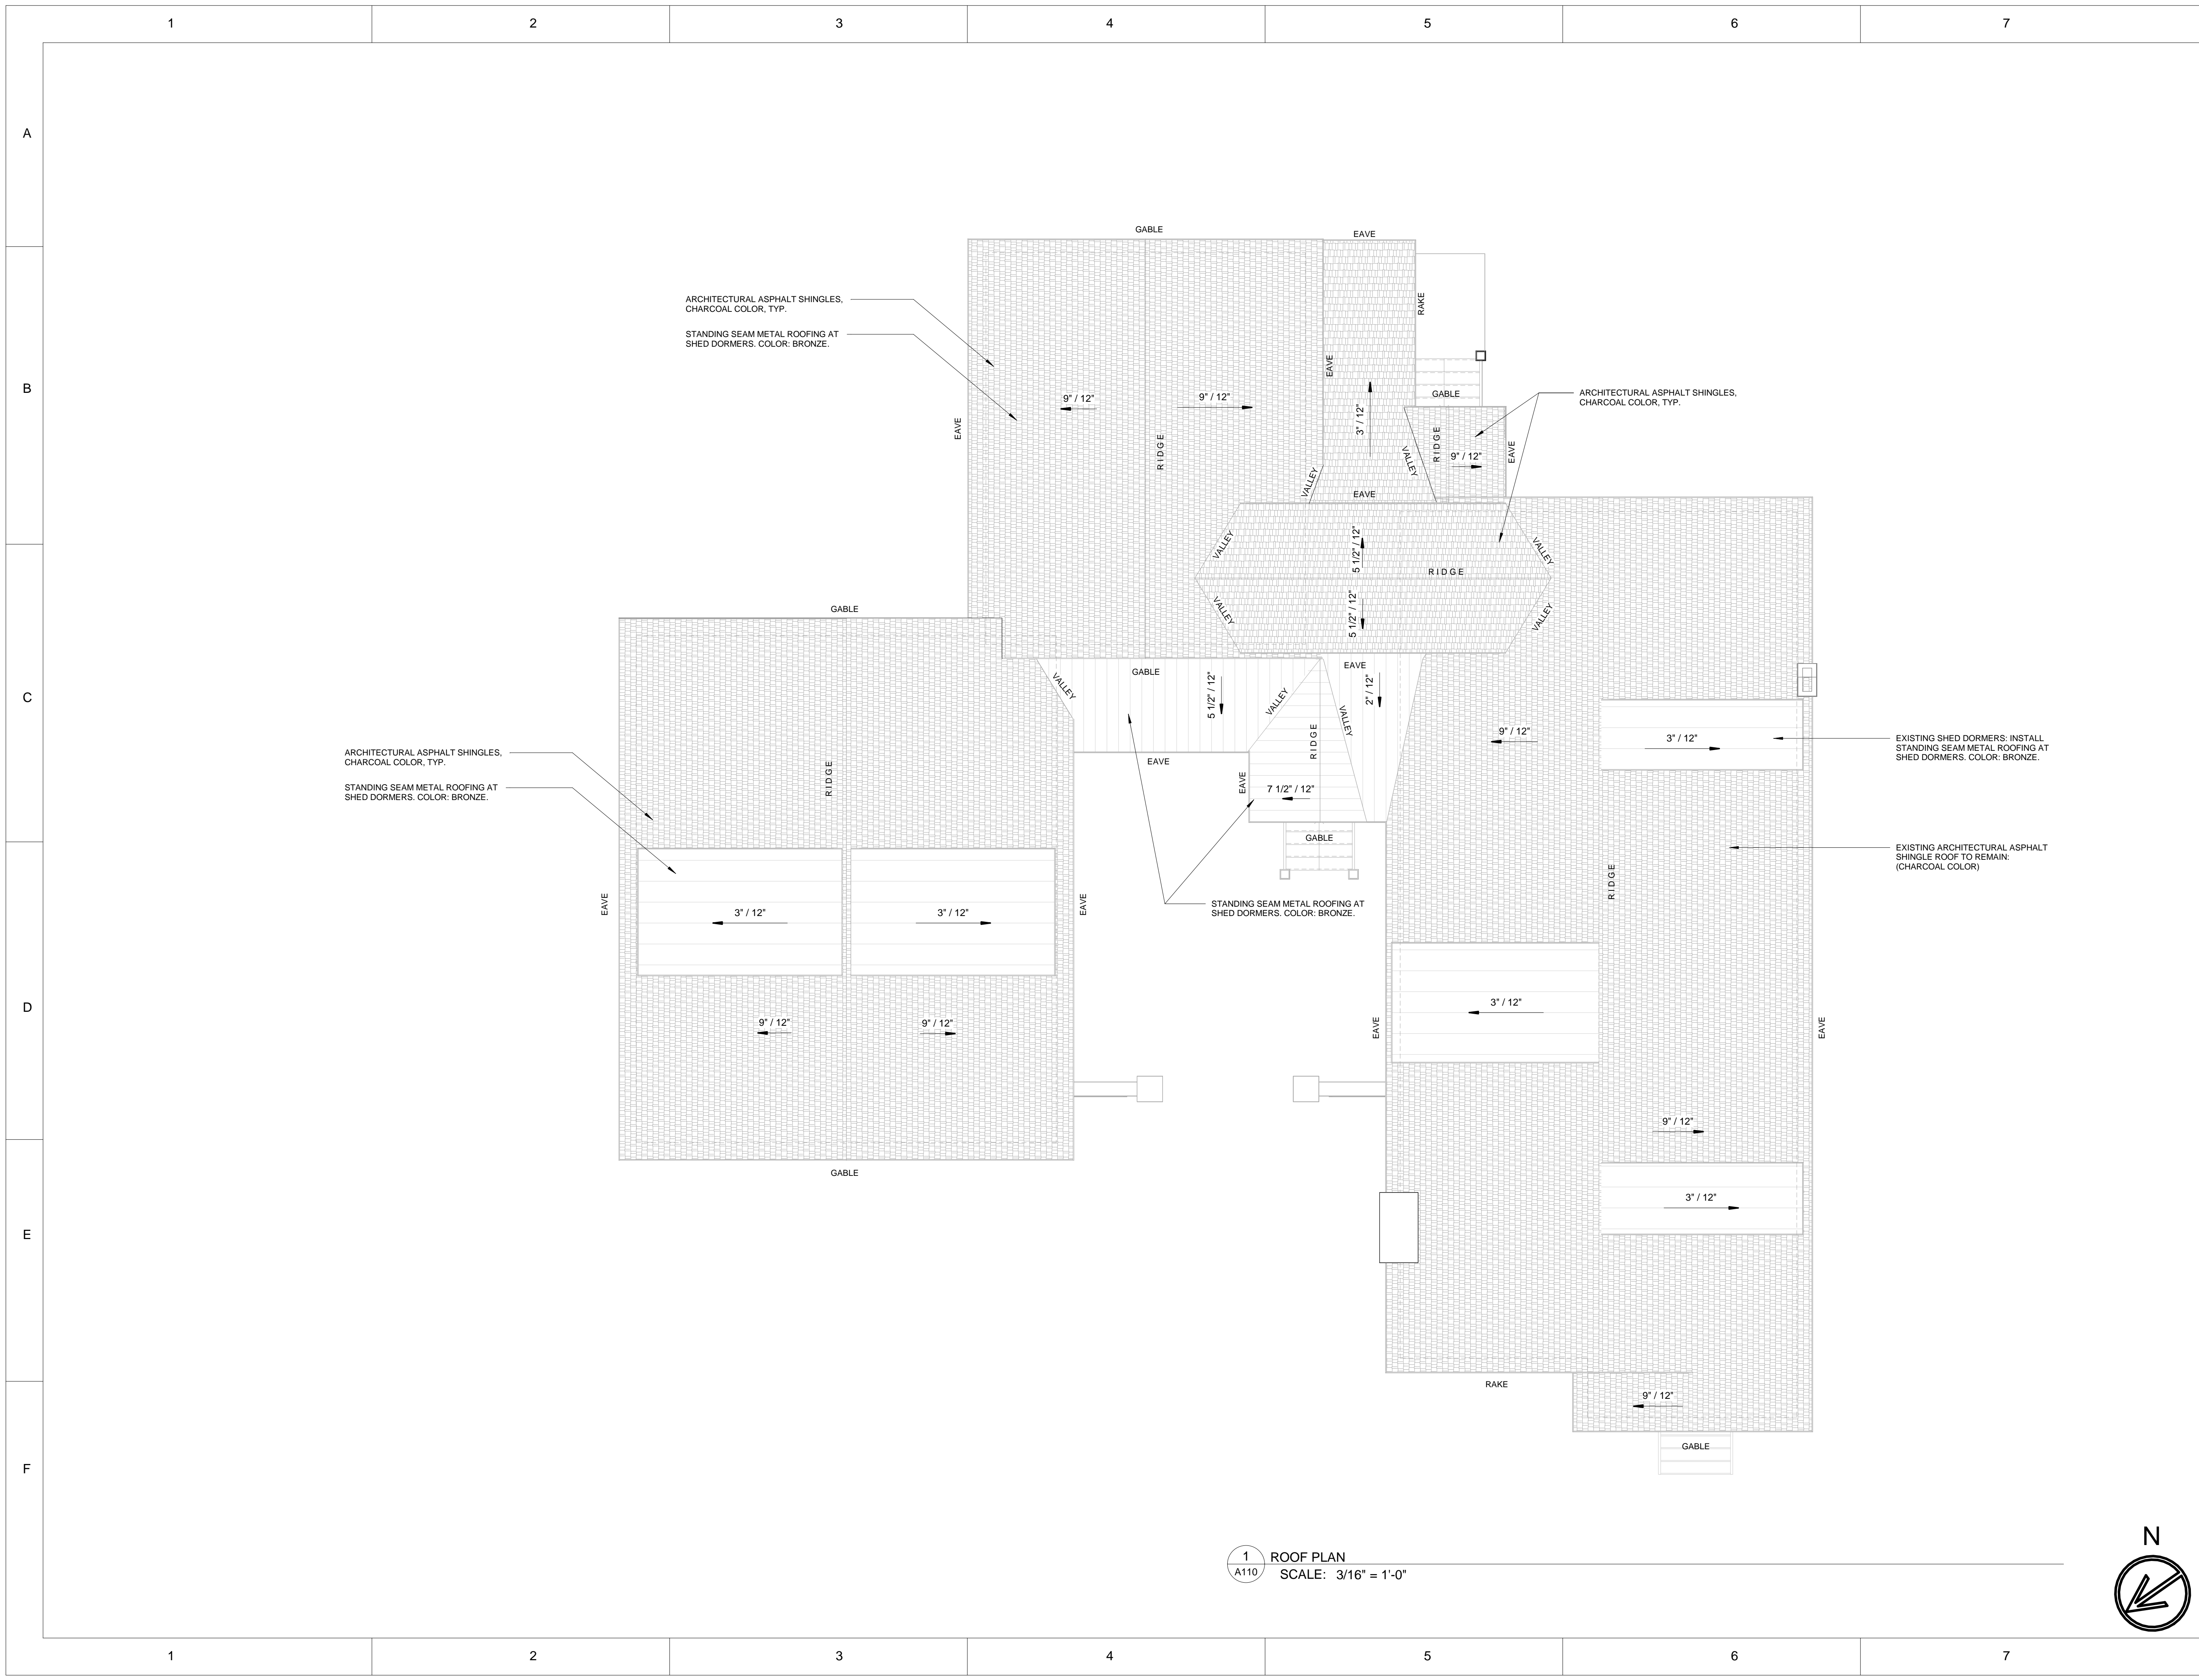 1 2 3 4 5 6 7
A
GABLE
EAVE
ARCHITECTURAL ASPHALT SHINGLES,
CHARCOAL COLOR, TYP.
RAKE
STANDING SEAM METAL ROOFING AT
SHED DORMERS. COLOR: BRONZE.
EAVE
B
GABLE
ARCHITECTURAL ASPHALT SHINGLES,
CHARCOAL COLOR, TYP.
9" / 12"
9" / 12"
3" / 12"
EAVE
RIDGE
RIDGE
EAVE
9" / 12"
VALLEY
VALLEY
EAVE
VALLEY
5 1/2" / 12"
VALLEY
RIDGE
VALLEY
5 1/2" / 12"
VALLEY
GABLE
C
GABLE
EAVE
VALLEY
5 1/2" / 12"
VALLEY
2" / 12"
VALLEY
RIDGE
9" / 12"
3" / 12"
EXISTING SHED DORMERS: INSTALL
STANDING SEAM METAL ROOFING AT
SHED DORMERS. COLOR: BRONZE.
ARCHITECTURAL ASPHALT SHINGLES,
CHARCOAL COLOR, TYP.
EAVE
RIDGE
EAVE
7 1/2" / 12"
STANDING SEAM METAL ROOFING AT
SHED DORMERS. COLOR: BRONZE.
GABLE
EXISTING ARCHITECTURAL ASPHALT
SHINGLE ROOF TO REMAIN:
(CHARCOAL COLOR)
RIDGE
EAVE
3" / 12"
3" / 12"
EAVE
STANDING SEAM METAL ROOFING AT
SHED DORMERS. COLOR: BRONZE.
D
3" / 12"
9" / 12"
9" / 12"
EAVE
EAVE
9" / 12"
GABLE
3" / 12"
E
RAKE
9" / 12"
GABLE
F
N
1
A110
ROOF PLAN
SCALE: 3/16" = 1'-0"
1 2 3 4 5 6 7